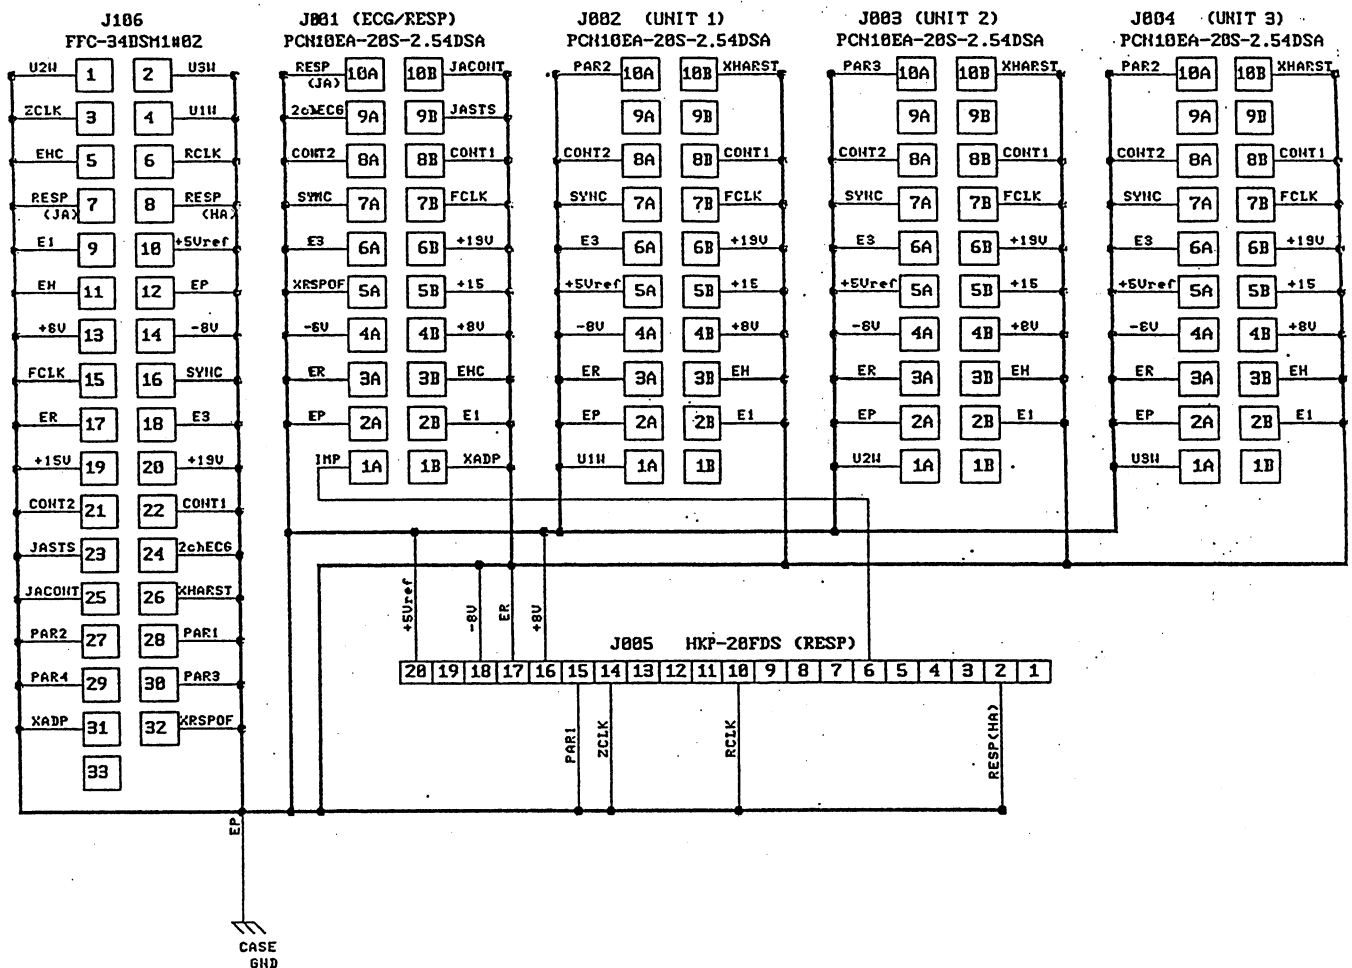 J106
FFC-34DSM1#02
J001 (ECG/RESP)
PCN10EA-20S-2.54DSA
J002 (UNIT 1)
PCN10EA-20S-2.54DSA
J003 (UNIT 2)
PCN10EA-20S-2.54DSA
J004 (UNIT 3)
PCN10EA-20S-2.54DSA
U2W 1 2 U3W
ZCLK 3 4 U1W
EHC 5 6 RCLK
RESP (JA) 7 8 RESP (HA)
E1 9 10 +5Vref
EH 11 12 EP
+8V 13 14 -8V
FCLK 15 16 SYNC
ER 17 18 E3
+15V 19 20 +19V
CONT2 21 22 CONT1
JASTS 23 24 2chECG
JACONT 25 26 XHARST
PAR2 27 28 PAR1
PAR4 29 30 PAR3
XADP 31 32 XRSPOF
33
RESP (JA) 10A 10B JACONT
2chECG 9A 9B JASTS
CONT2 8A 8B CONT1
SYNC 7A 7B FCLK
E3 6A 6B +19V
XRSPOF 5A 5B +15
-8V 4A 4B +8V
ER 3A 3B EHC
EP 2A 2B E1
IMP 1A 1B XADP
PAR2 10A 10B XHARST
9A 9B
CONT2 8A 8B CONT1
SYNC 7A 7B FCLK
E3 6A 6B +19V
+5Vref 5A 5B +15
-8V 4A 4B +8V
ER 3A 3B EH
EP 2A 2B E1
U1W 1A 1B
PAR3 10A 10B XHARST
9A 9B
CONT2 8A 8B CONT1
SYNC 7A 7B FCLK
E3 6A 6B +19V
+5Vref 5A 5B +15
-8V 4A 4B +8V
ER 3A 3B EH
EP 2A 2B E1
U2W 1A 1B
PAR2 10A 10B XHARST
9A 9B
CONT2 8A 8B CONT1
SYNC 7A 7B FCLK
E3 6A 6B +19V
+5Vref 5A 5B +15
-8V 4A 4B +8V
ER 3A 3B EH
EP 2A 2B E1
U3W 1A 1B
+5Vref -8V ER +8V
J005 HKP-20FDS (RESP)
20 19 18 17 16 15 14 13 12 11 10 9 8 7 6 5 4 3 2 1
PAR1 ZCLK RCLK RESP(HA)
EP
CASE
GND